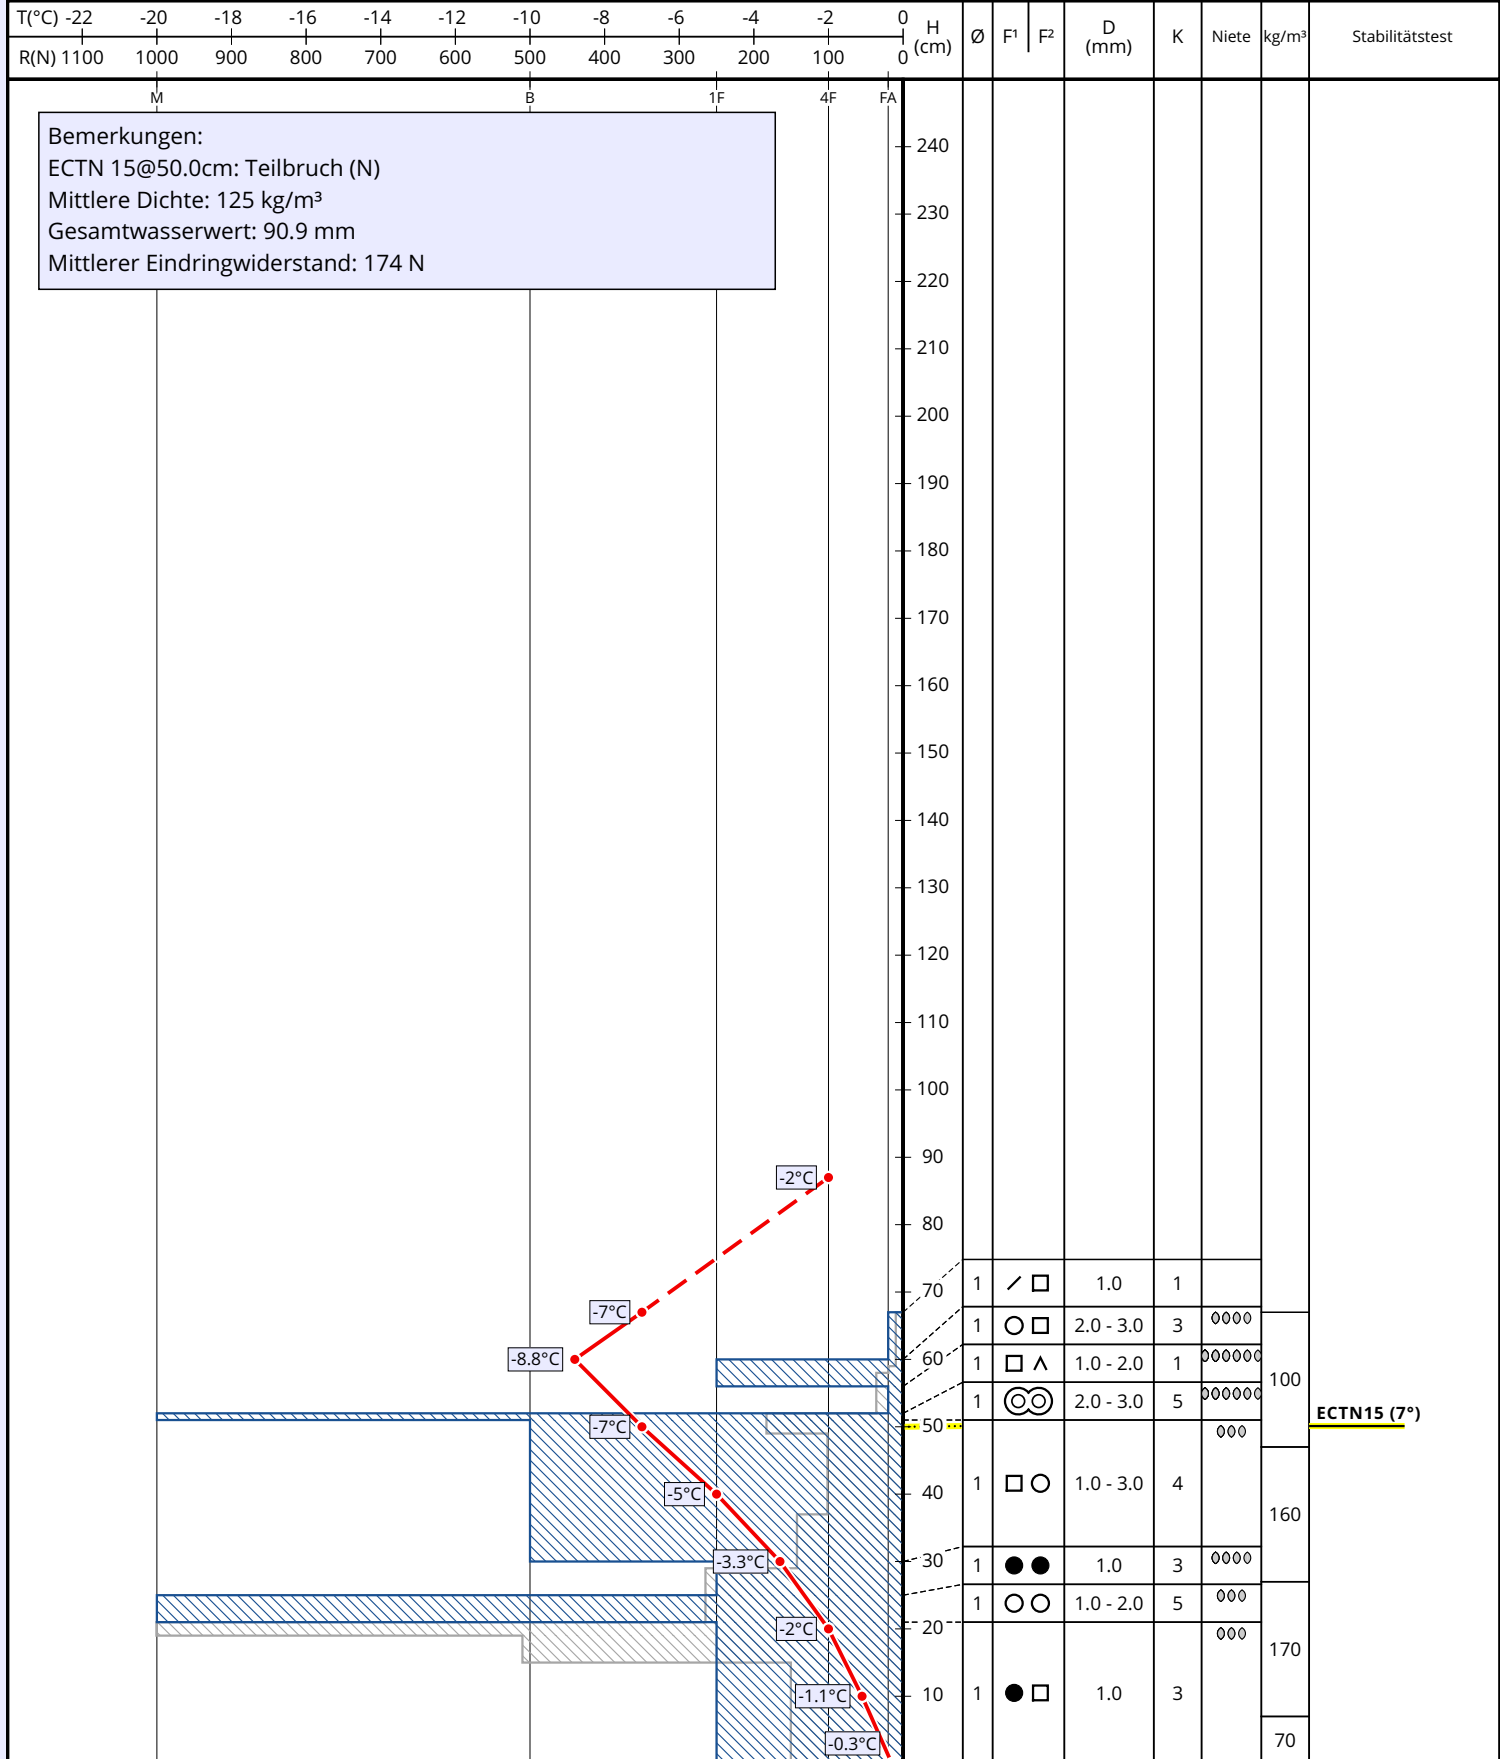 T(°C) -22 -20 -18 -16 -14 -12 -10 -8 -6 -4 -2 0
R(N) 1100 1000 900 800 700 600 500 400 300 200 100 0
H (cm) Ø F¹ F² D (mm) K Niete kg/m³ Stabilitätstest
M B 1F 4F FA
Bemerkungen:
ECTN 15@50.0cm: Teilbruch (N)
Mittlere Dichte: 125 kg/m³
Gesamtwasserwert: 90.9 mm
Mittlerer Eindringwiderstand: 174 N
240
230
220
210
200
190
180
170
160
150
140
130
120
110
100
90
-2°C
80
70
1 1.0 1
-7°C
1 2.0 - 3.0 3
-8.8°C 60
1 1.0 - 2.0 1
100
1 2.0 - 3.0 5
ECTN15 (7°)
-7°C 50
1 1.0 - 3.0 4
-5°C 40
160
-3.3°C 30
1 1.0 3
1 1.0 - 2.0 5
-2°C 20
170
-1.1°C 10
1 1.0 3
-0.3°C
70